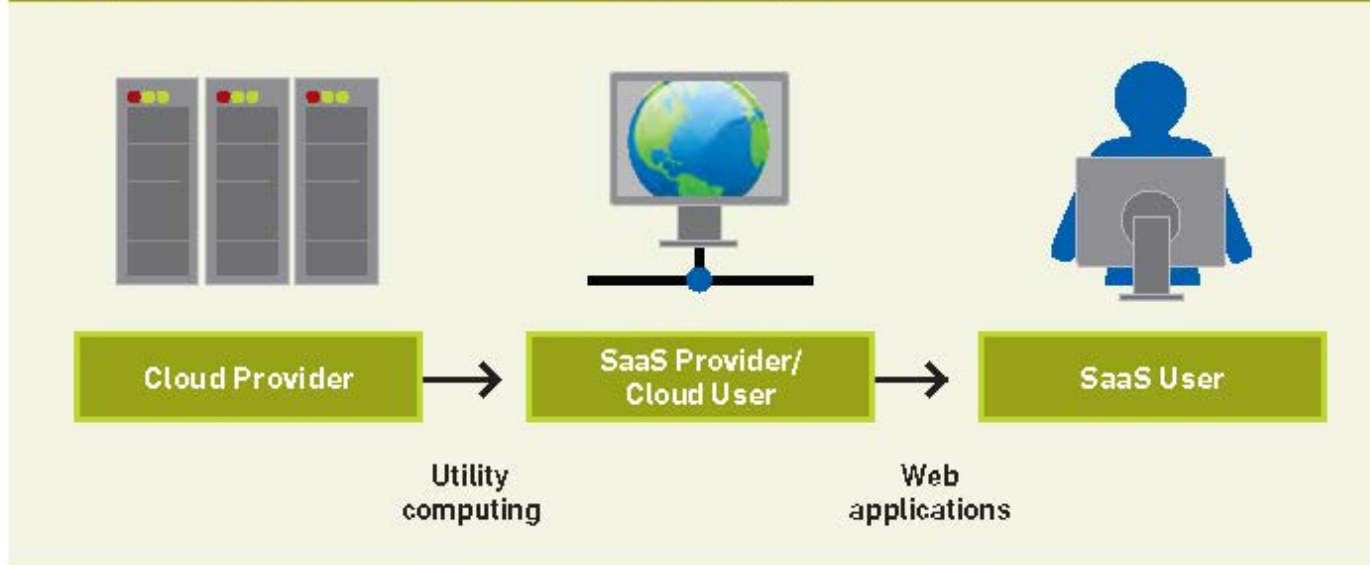 Cloud Provider
SaaS Provider/
Cloud User
SaaS User
Utility
computing
Web
applications